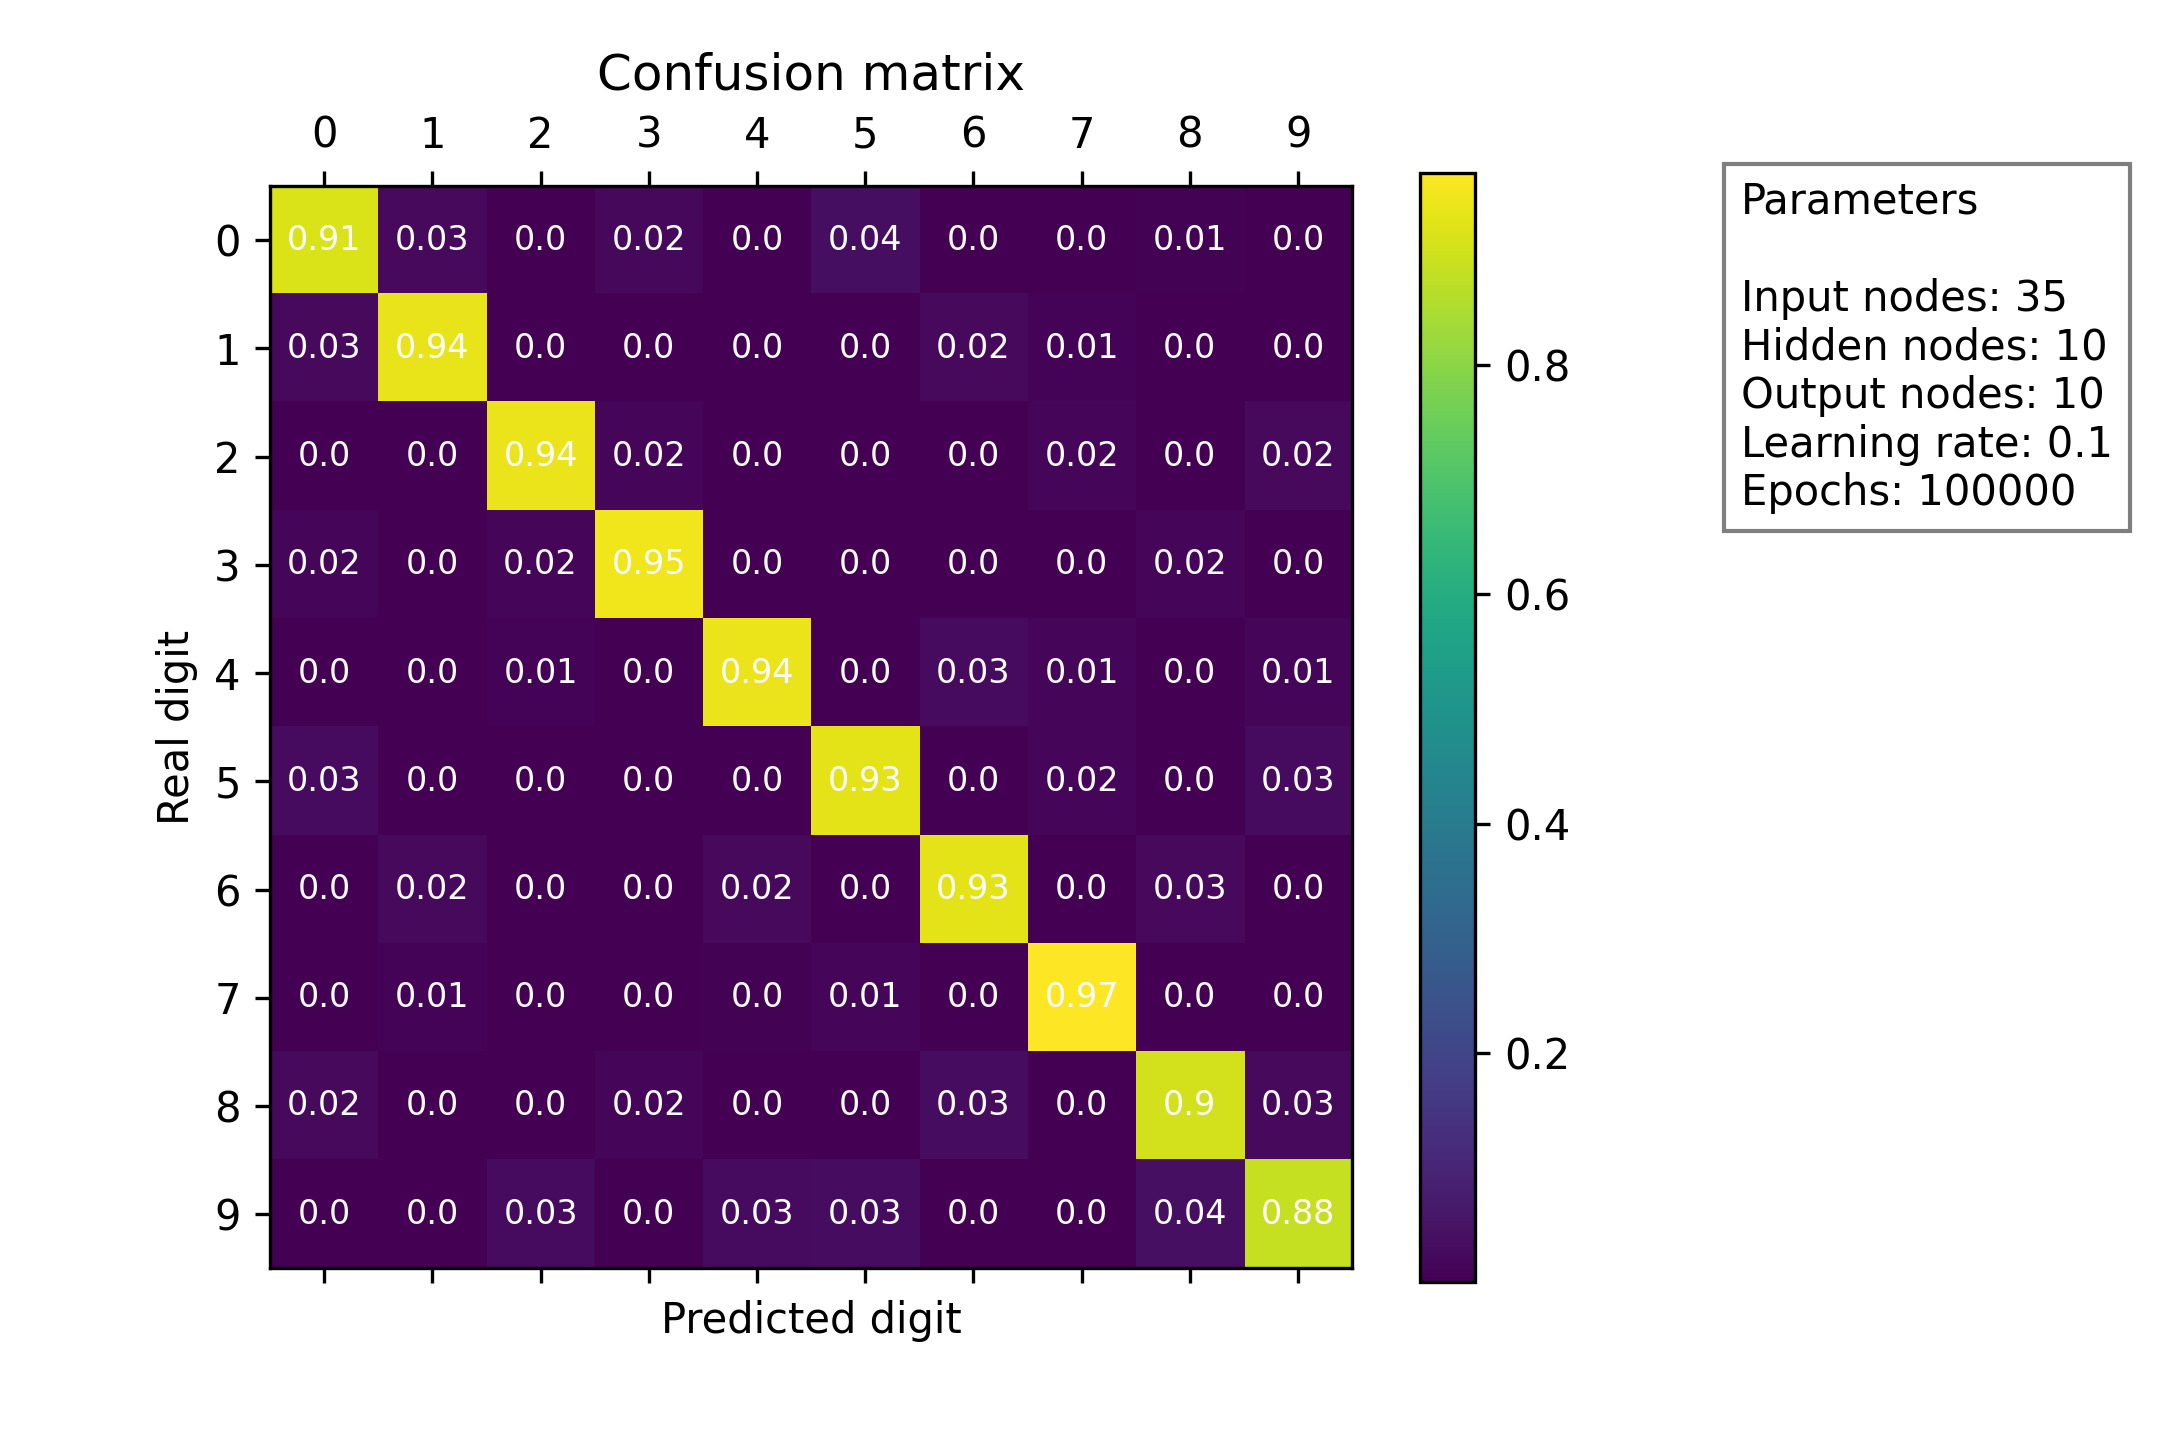 Confusion matrix
0 1 2 3 4 5 6 7 8 9
0 0.91 0.03 0.0 0.02 0.0 0.04 0.0 0.0 0.01 0.0
1 0.03 0.94 0.0 0.0 0.0 0.0 0.02 0.01 0.0 0.0
2 0.0 0.0 0.94 0.02 0.0 0.0 0.0 0.02 0.0 0.02
3 0.02 0.0 0.02 0.95 0.0 0.0 0.0 0.0 0.02 0.0
4 0.0 0.0 0.01 0.0 0.94 0.0 0.03 0.01 0.0 0.01
5 0.03 0.0 0.0 0.0 0.0 0.93 0.0 0.02 0.0 0.03
6 0.0 0.02 0.0 0.0 0.02 0.0 0.93 0.0 0.03 0.0
7 0.0 0.01 0.0 0.0 0.0 0.01 0.0 0.97 0.0 0.0
8 0.02 0.0 0.0 0.02 0.0 0.0 0.03 0.0 0.9 0.03
9 0.0 0.0 0.03 0.0 0.03 0.03 0.0 0.0 0.04 0.88
Real digit
Predicted digit
0.8
0.6
0.4
0.2
Parameters
Input nodes: 35
Hidden nodes: 10
Output nodes: 10
Learning rate: 0.1
Epochs: 100000